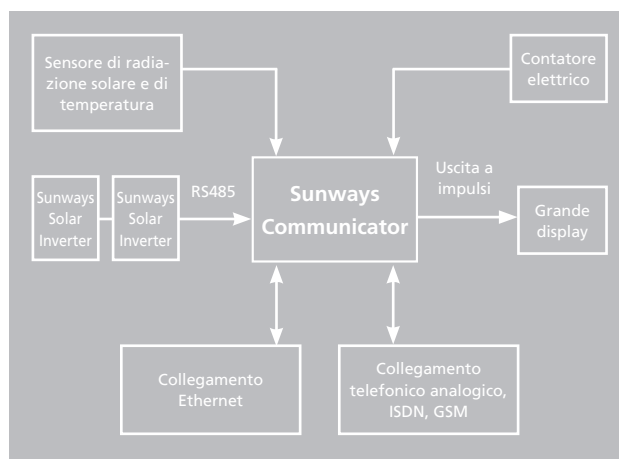 Sensore di radia-
zione solare e di
temperatura
Contatore
elettrico
Sunways
Solar
Inverter
Sunways
Solar
Inverter
RS485
Sunways
Communicator
Uscita a
impulsi
Grande
display
Collegamento
Ethernet
Collegamento
telefonico analogico,
ISDN, GSM